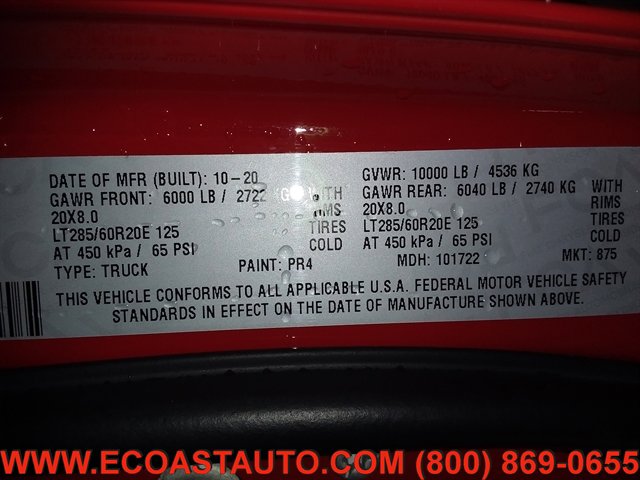 DATE OF MFR (BUILT): 10-20
GAWR FRONT: 6000 LB / 2722 KG WITH
20X8.0 RIMS
LT285/60R20E 125 TIRES
AT 450 kPa / 65 PSI COLD
TYPE: TRUCK PAINT: PR4
GVWR: 10000 LB / 4536 KG
GAWR REAR: 6040 LB / 2740 KG WITH
20X8.0 RIMS
LT285/60R20E 125 TIRES
AT 450 kPa / 65 PSI COLD
MDH: 101722 MKT: 875
THIS VEHICLE CONFORMS TO ALL APPLICABLE U.S.A. FEDERAL MOTOR VEHICLE SAFETY
STANDARDS IN EFFECT ON THE DATE OF MANUFACTURE SHOWN ABOVE.
WWW.ECOASTAUTO.COM (800) 869-0655